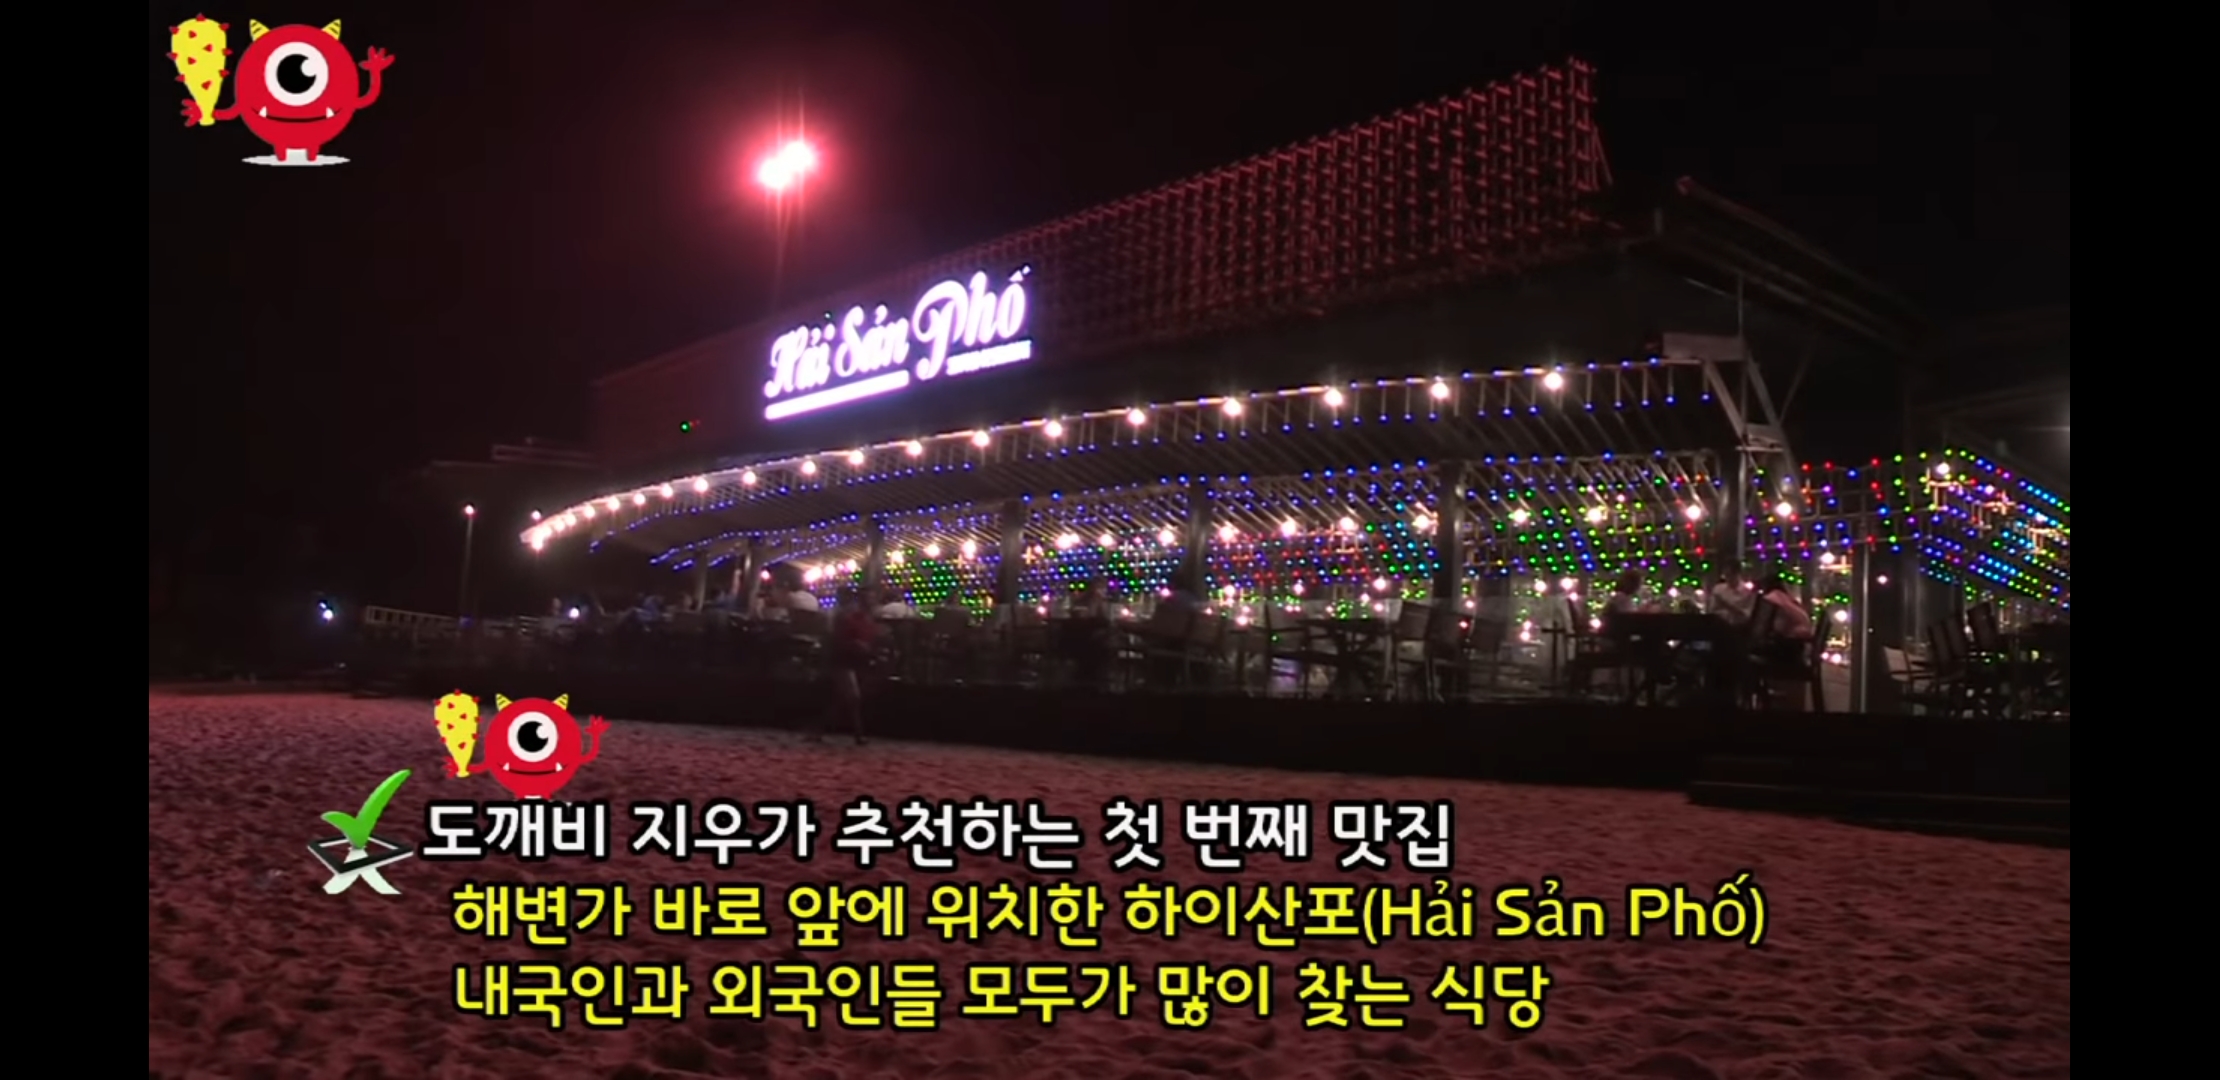 Hải Sản Phố
도깨비 지우가 추천하는 첫 번째 맛집
해변가 바로 앞에 위치한 하이산포(Hải Sản Phố)
내국인과 외국인들 모두가 많이 찾는 식당